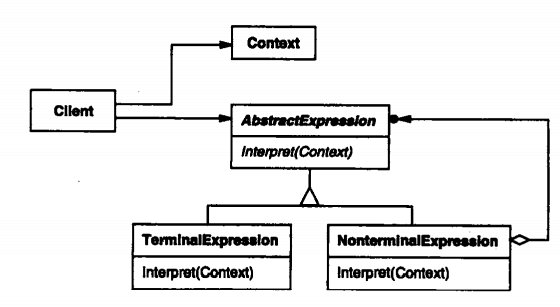 Context
Client
AbstractExpression
Interpret(Context)
TerminalExpression
NonterminalExpression
Interpret(Context)
Interpret(Context)